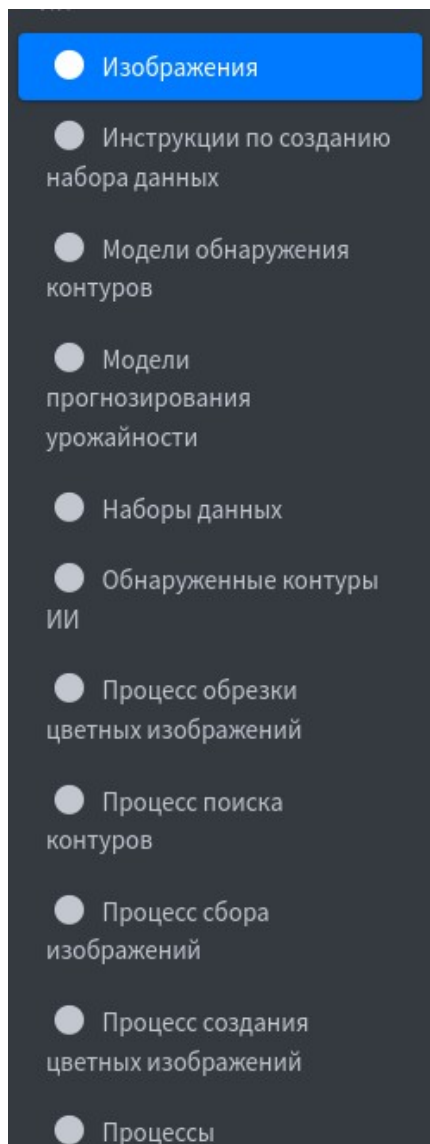 Изображения
Инструкции по созданию
набора данных
Модели обнаружения
контуров
Модели
прогнозирования
урожайности
Наборы данных
Обнаруженные контуры
ИИ
Процесс обрезки
цветных изображений
Процесс поиска
контуров
Процесс сбора
изображений
Процесс создания
цветных изображений
Процессы